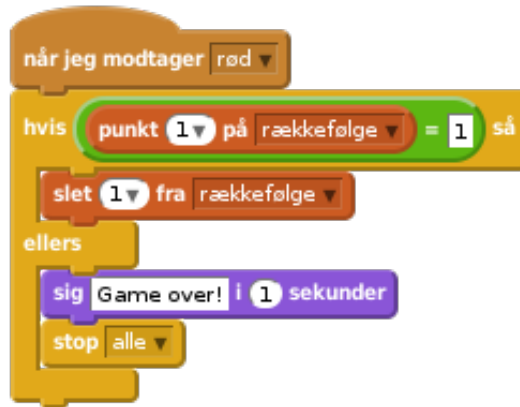 når jeg modtager rød
hvis punkt 1 på rækkefølge = 1 så
slet 1 fra rækkefølge
ellers
sig Game over! i 1 sekunder
stop alle